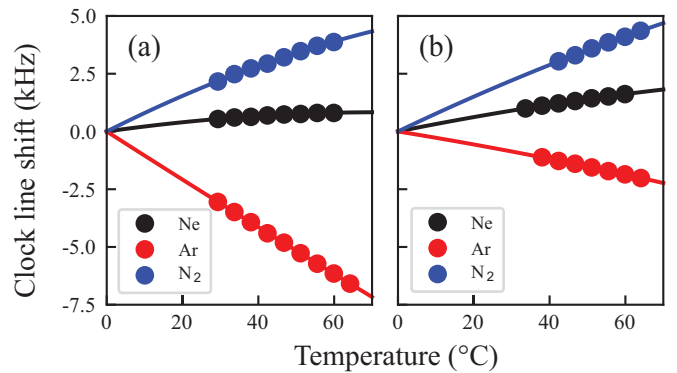 5.0
2.5
0.0
-2.5
-5.0
-7.5
Clock line shift (kHz)
(a)
Ne
Ar
N₂
0
20
40
60
(b)
Ne
Ar
N₂
0
20
40
60
Temperature (°C)